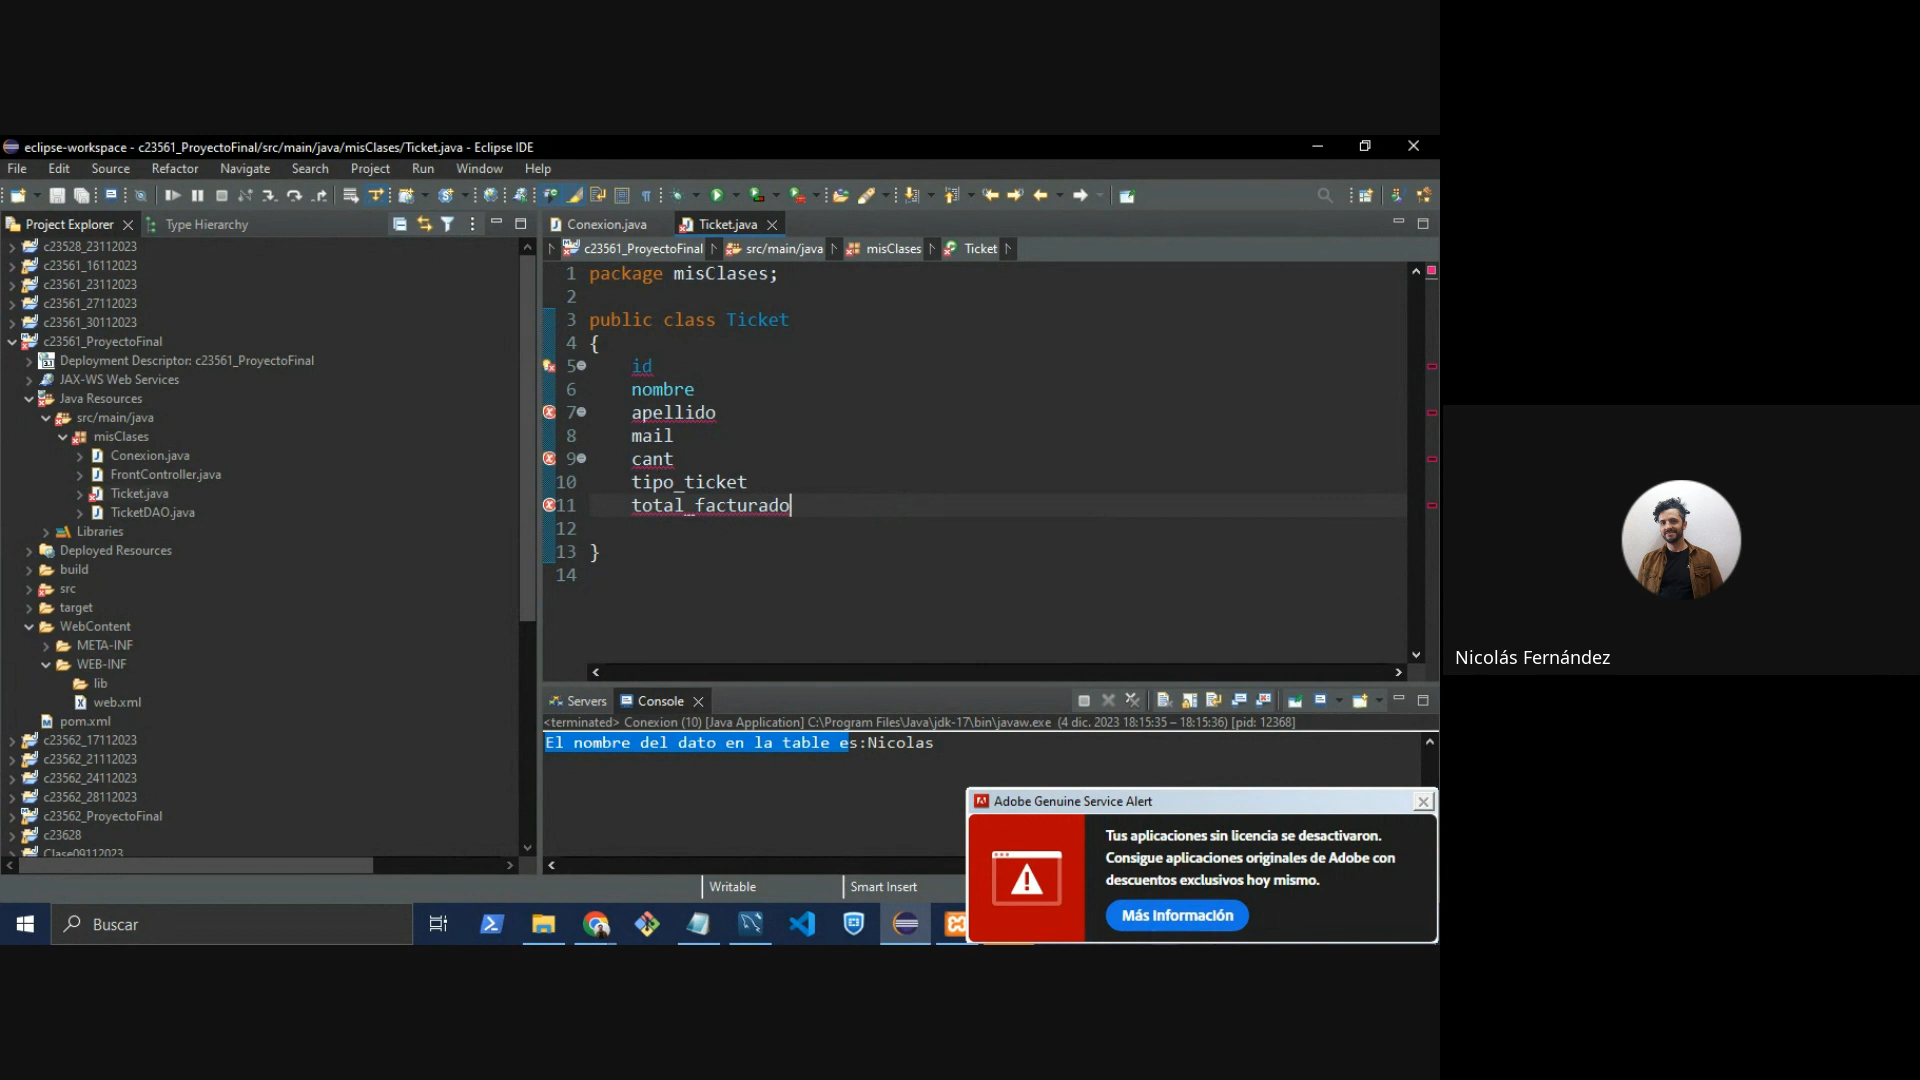 eclipse-workspace - c23561_ProyectoFinal/src/main/java/misClases/Ticket.java - Eclipse IDE
File Edit Source Refactor Navigate Search Project Run Window Help
Project Explorer Type Hierarchy
c23528_23112023
c23561_16112023
c23561_23112023
c23561_27112023
c23561_30112023
c23561_ProyectoFinal
Deployment Descriptor: c23561_ProyectoFinal
JAX-WS Web Services
Java Resources
src/main/java
misClases
Conexion.java
FrontController.java
Ticket.java
TicketDAO.java
Libraries
Deployed Resources
build
src
target
WebContent
META-INF
WEB-INF
lib
web.xml
pom.xml
c23562_17112023
c23562_21112023
c23562_24112023
c23562_28112023
c23562_ProyectoFinal
c23628
Clase09112023
Conexion.java Ticket.java
c23561_ProyectoFinal src/main/java misClases Ticket
1 package misClases;
2
3 public class Ticket
4 {
5 id
6 nombre
7 apellido
8 mail
9 cant
10 tipo_ticket
11 total_facturado
12
13 }
14
Servers Console
<terminated> Conexion (10) [Java Application] C:\Program Files\Java\jdk-17\bin\javaw.exe (4 dic. 2023 18:15:35 – 18:15:36) [pid: 12368]
El nombre del dato en la table es:Nicolas
Writable Smart Insert
Adobe Genuine Service Alert
Tus aplicaciones sin licencia se desactivaron.
Consigue aplicaciones originales de Adobe con
descuentos exclusivos hoy mismo.
Más información
Buscar
Nicolás Fernández